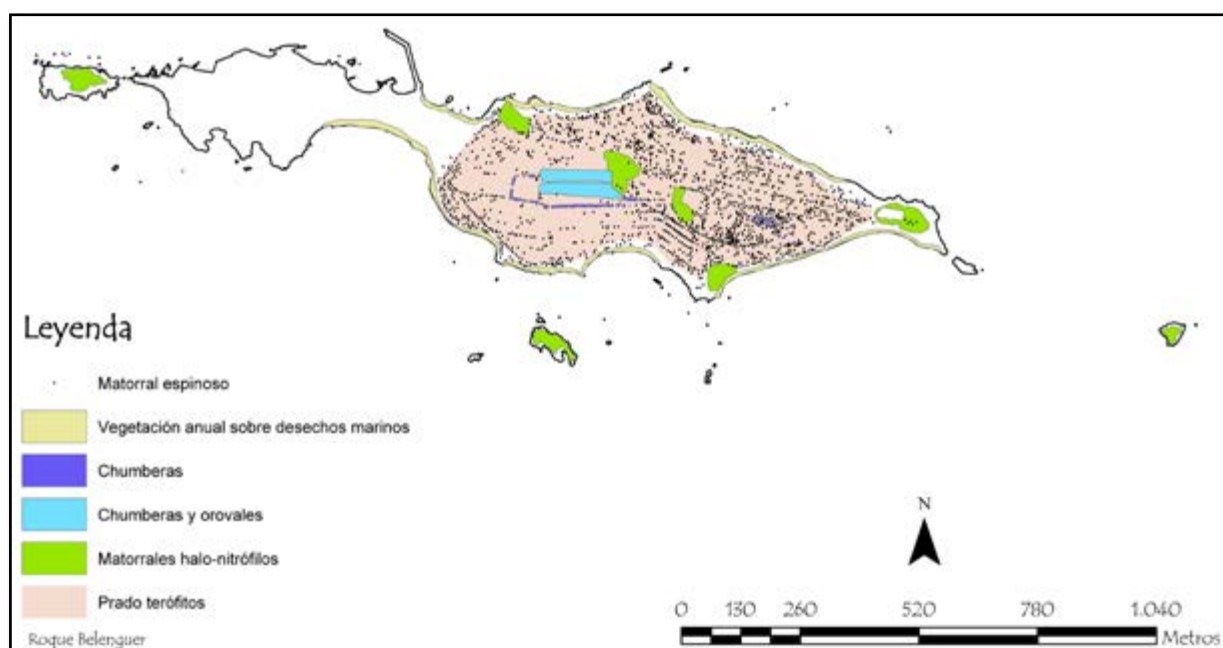 Leyenda
Matorral espinoso
Vegetación anual sobre desechos marinos
Chumberas
Chumberas y orovales
Matorrales halo-nitrófilos
Prado terófitos
Roque Belenguer
N
0 130 260 520 780 1.040
Metros